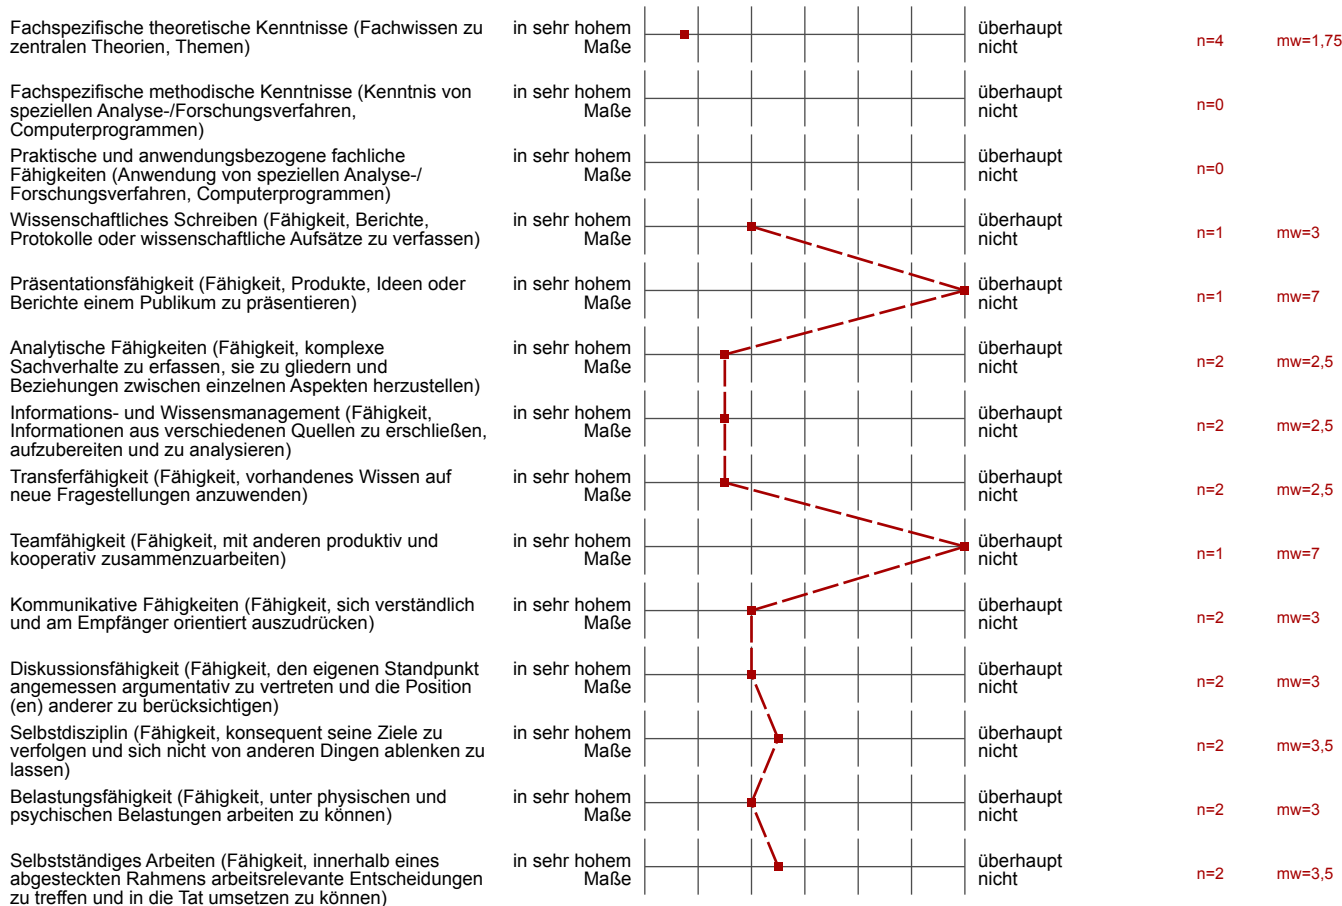 Fachspezifische theoretische Kenntnisse (Fachwissen zu
zentralen Theorien, Themen)
in sehr hohem
Maße
überhaupt
nicht
n=4
mw=1,75
Fachspezifische methodische Kenntnisse (Kenntnis von
speziellen Analyse-/Forschungsverfahren,
Computerprogrammen)
in sehr hohem
Maße
überhaupt
nicht
n=0
Praktische und anwendungsbezogene fachliche
Fähigkeiten (Anwendung von speziellen Analyse-/
Forschungsverfahren, Computerprogrammen)
in sehr hohem
Maße
überhaupt
nicht
n=0
Wissenschaftliches Schreiben (Fähigkeit, Berichte,
Protokolle oder wissenschaftliche Aufsätze zu verfassen)
in sehr hohem
Maße
überhaupt
nicht
n=1
mw=3
Präsentationsfähigkeit (Fähigkeit, Produkte, Ideen oder
Berichte einem Publikum zu präsentieren)
in sehr hohem
Maße
überhaupt
nicht
n=1
mw=7
Analytische Fähigkeiten (Fähigkeit, komplexe
Sachverhalte zu erfassen, sie zu gliedern und
Beziehungen zwischen einzelnen Aspekten herzustellen)
in sehr hohem
Maße
überhaupt
nicht
n=2
mw=2,5
Informations- und Wissensmanagement (Fähigkeit,
Informationen aus verschiedenen Quellen zu erschließen,
aufzubereiten und zu analysieren)
in sehr hohem
Maße
überhaupt
nicht
n=2
mw=2,5
Transferfähigkeit (Fähigkeit, vorhandenes Wissen auf
neue Fragestellungen anzuwenden)
in sehr hohem
Maße
überhaupt
nicht
n=2
mw=2,5
Teamfähigkeit (Fähigkeit, mit anderen produktiv und
kooperativ zusammenzuarbeiten)
in sehr hohem
Maße
überhaupt
nicht
n=1
mw=7
Kommunikative Fähigkeiten (Fähigkeit, sich verständlich
und am Empfänger orientiert auszudrücken)
in sehr hohem
Maße
überhaupt
nicht
n=2
mw=3
Diskussionsfähigkeit (Fähigkeit, den eigenen Standpunkt
angemessen argumentativ zu vertreten und die Position
(en) anderer zu berücksichtigen)
in sehr hohem
Maße
überhaupt
nicht
n=2
mw=3
Selbstdisziplin (Fähigkeit, konsequent seine Ziele zu
verfolgen und sich nicht von anderen Dingen ablenken zu
lassen)
in sehr hohem
Maße
überhaupt
nicht
n=2
mw=3,5
Belastungsfähigkeit (Fähigkeit, unter physischen und
psychischen Belastungen arbeiten zu können)
in sehr hohem
Maße
überhaupt
nicht
n=2
mw=3
Selbstständiges Arbeiten (Fähigkeit, innerhalb eines
abgesteckten Rahmens arbeitsrelevante Entscheidungen
zu treffen und in die Tat umsetzen zu können)
in sehr hohem
Maße
überhaupt
nicht
n=2
mw=3,5